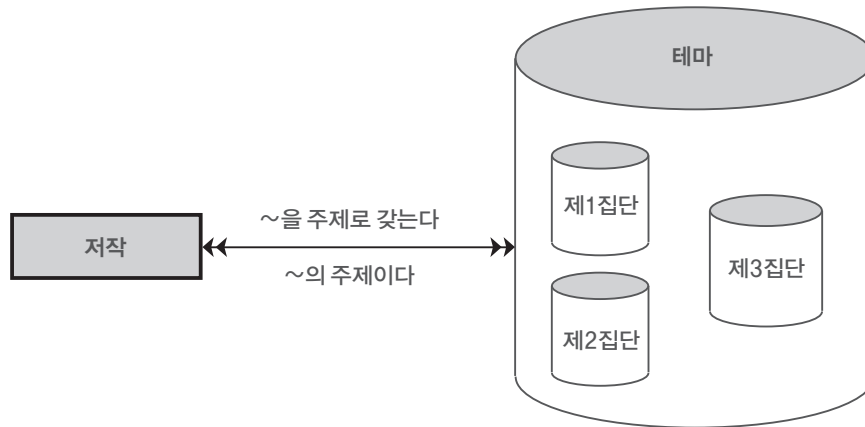 테마
제1집단
~을 주제로 갖는다
저작
제3집단
~의 주제이다
제2집단